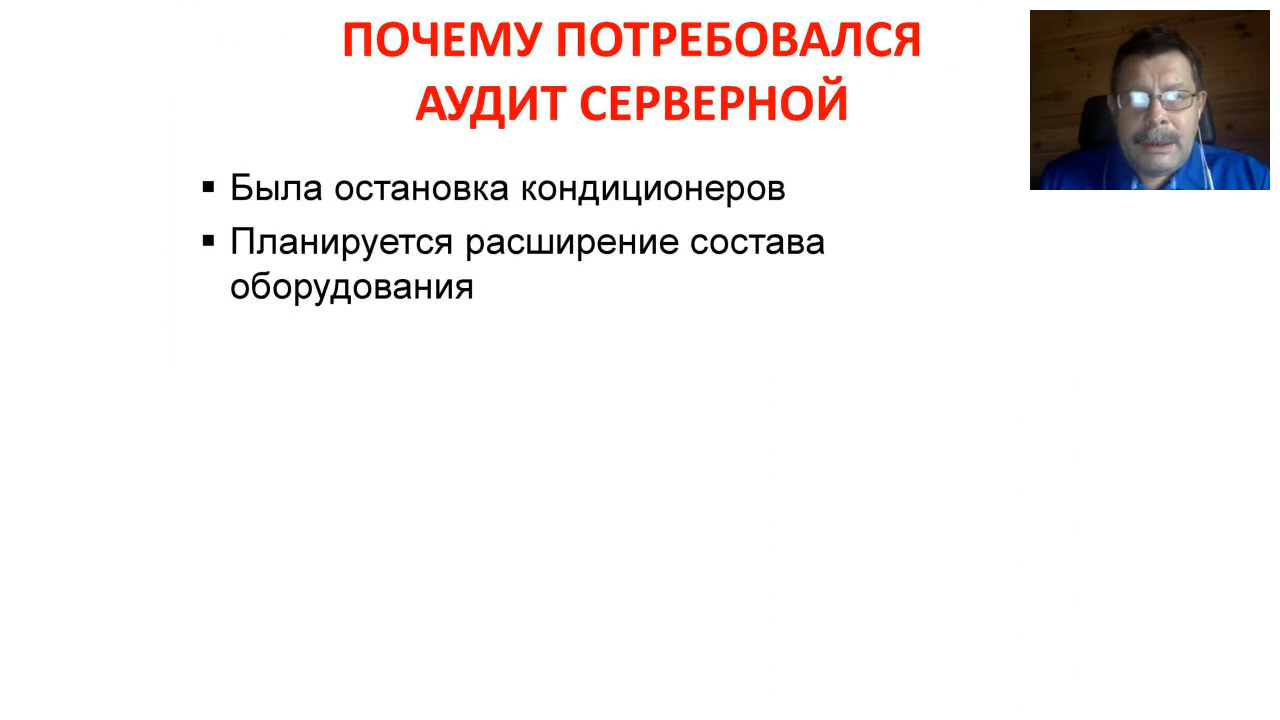 ПОЧЕМУ ПОТРЕБОВАЛСЯ
АУДИТ СЕРВЕРНОЙ
▪ Была остановка кондиционеров
▪ Планируется расширение состава
оборудования